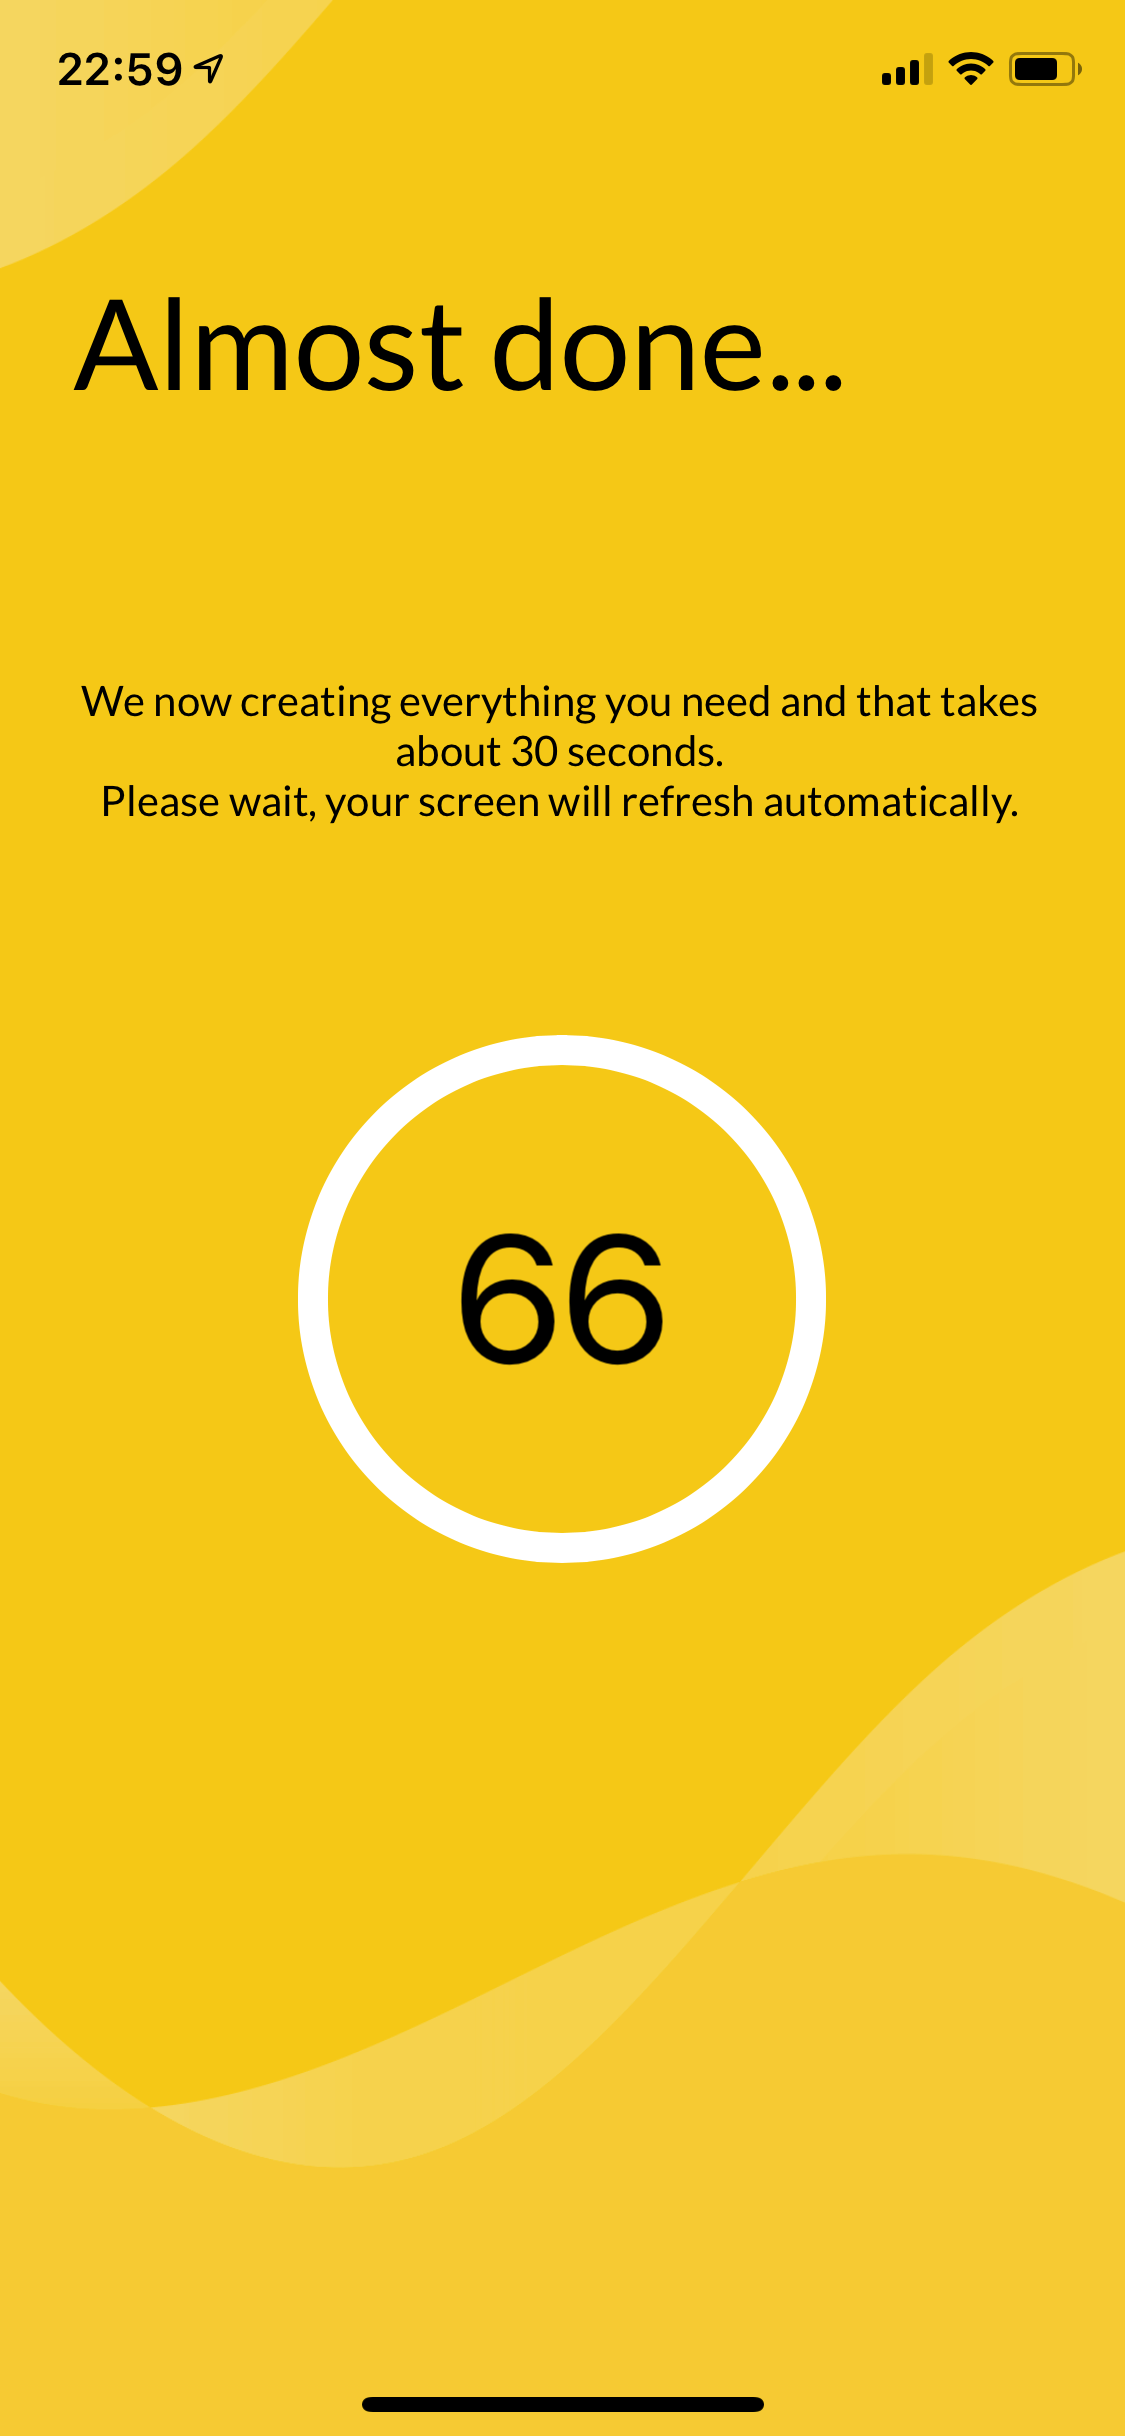 22:59
Almost done...
We now creating everything you need and that takes
about 30 seconds.
Please wait, your screen will refresh automatically.
66